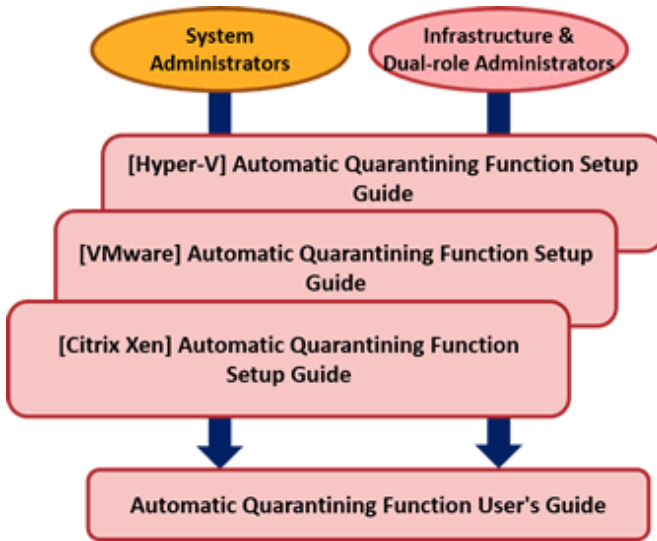 System
Administrators
Infrastructure &
Dual-role Administrators
[Hyper-V] Automatic Quarantining Function Setup
Guide
[VMware] Automatic Quarantining Function Setup
Guide
[Citrix Xen] Automatic Quarantining Function
Setup Guide
Automatic Quarantining Function User's Guide